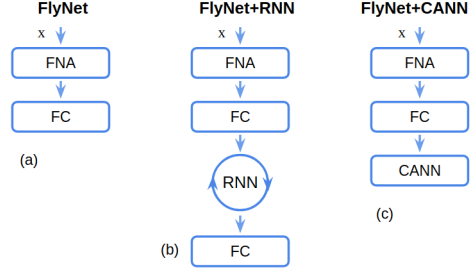 FlyNet
x
FNA
FC
(a)
FlyNet+RNN
x
FNA
FC
RNN
FC
(b)
FlyNet+CANN
x
FNA
FC
CANN
(c)